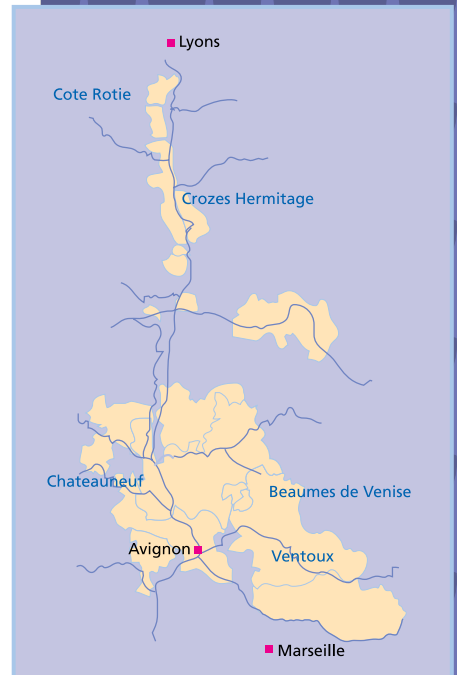 Lyons
Cote Rotie
Crozes Hermitage
Chateauneuf
Beaumes de Venise
Avignon
Ventoux
Marseille